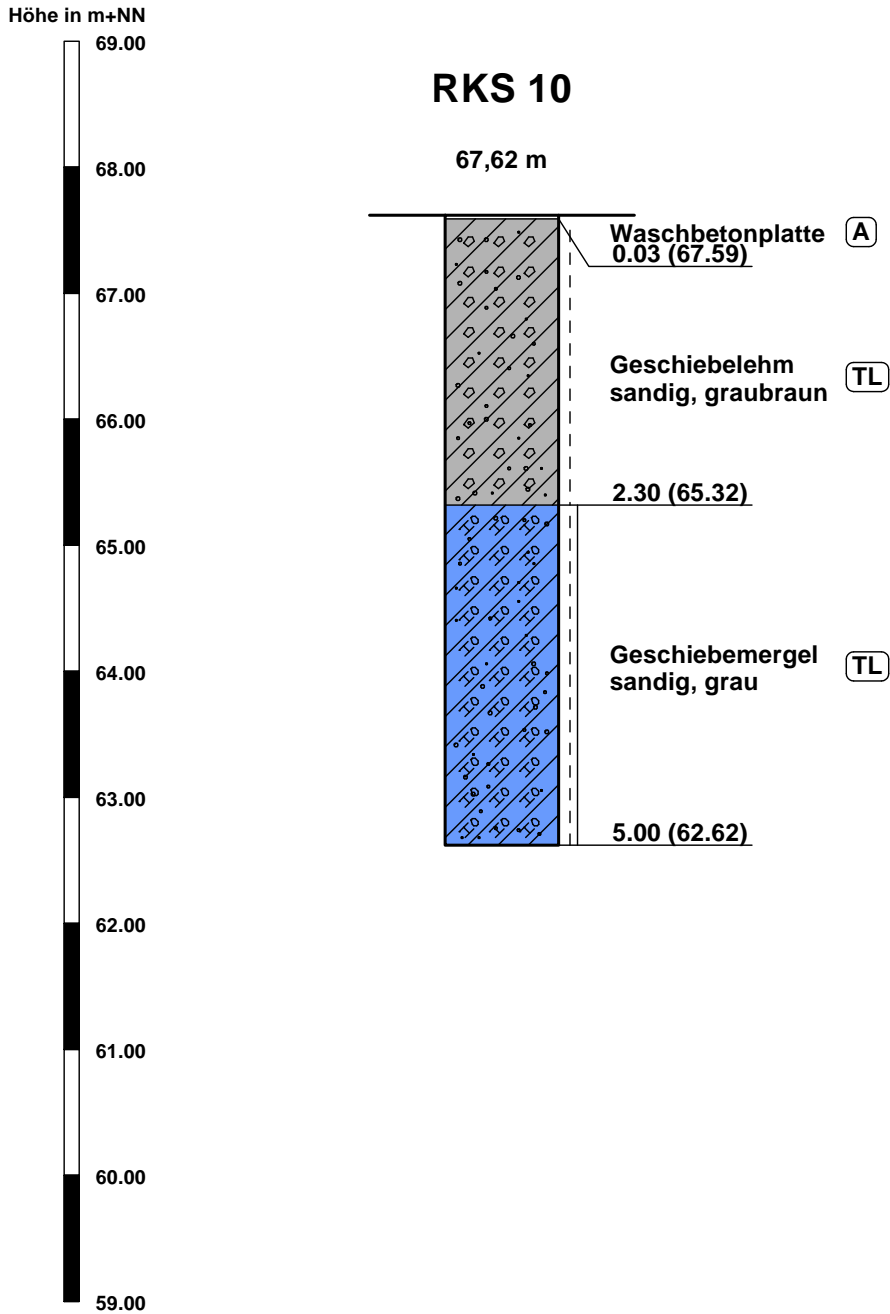 Höhe in m+NN
69.00
RKS 10
68.00
67,62 m
Waschbetonplatte A
0.03 (67.59)
67.00
Geschiebelehm
sandig, graubraun TL
66.00
2.30 (65.32)
65.00
Geschiebemergel
sandig, grau TL
64.00
63.00
5.00 (62.62)
62.00
61.00
60.00
59.00